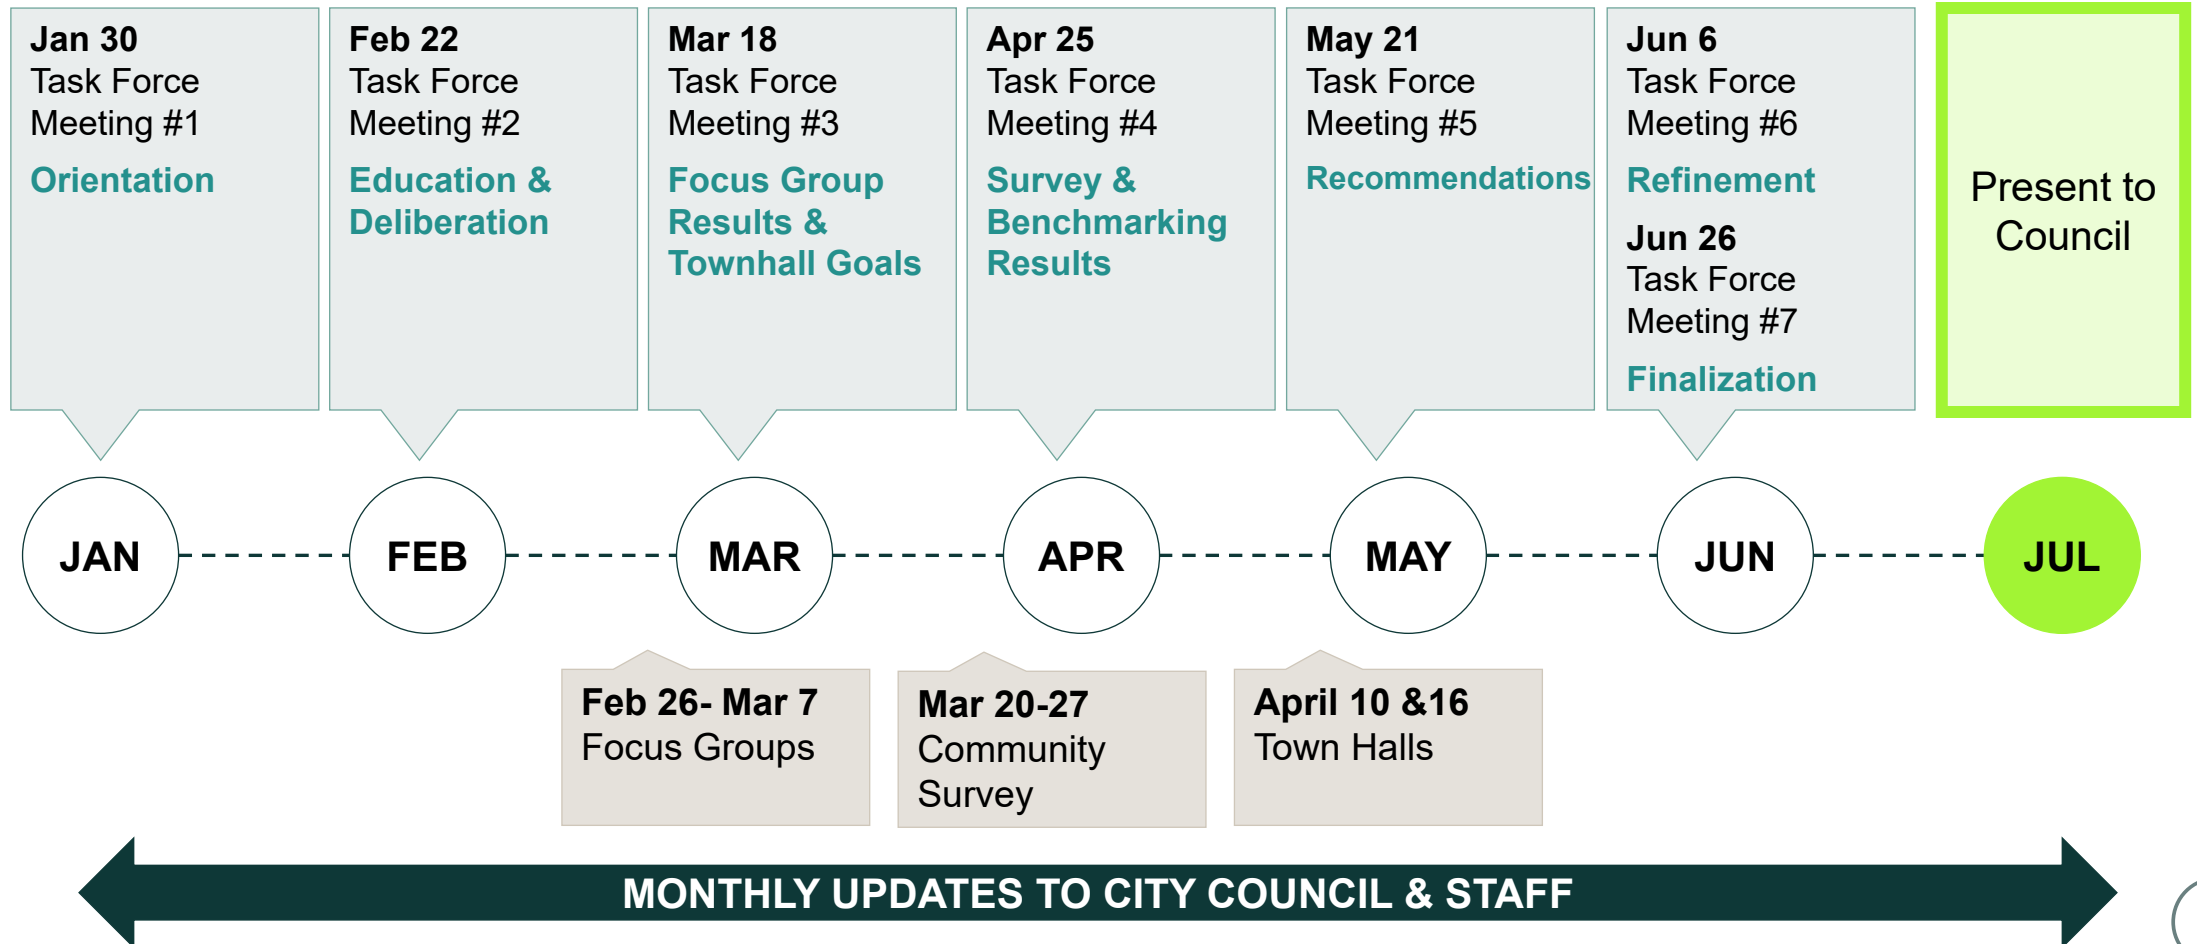 Jan 30
Task Force
Meeting #1
Orientation
Feb 22
Task Force
Meeting #2
Education &
Deliberation
Mar 18
Task Force
Meeting #3
Focus Group
Results &
Townhall Goals
Apr 25
Task Force
Meeting #4
Survey &
Benchmarking
Results
May 21
Task Force
Meeting #5
Recommendations
Jun 6
Task Force
Meeting #6
Refinement
Jun 26
Task Force
Meeting #7
Finalization
Present to
Council
JAN
FEB
MAR
APR
MAY
JUN
JUL
Feb 26- Mar 7
Focus Groups
Mar 20-27
Community
Survey
April 10 &16
Town Halls
MONTHLY UPDATES TO CITY COUNCIL & STAFF